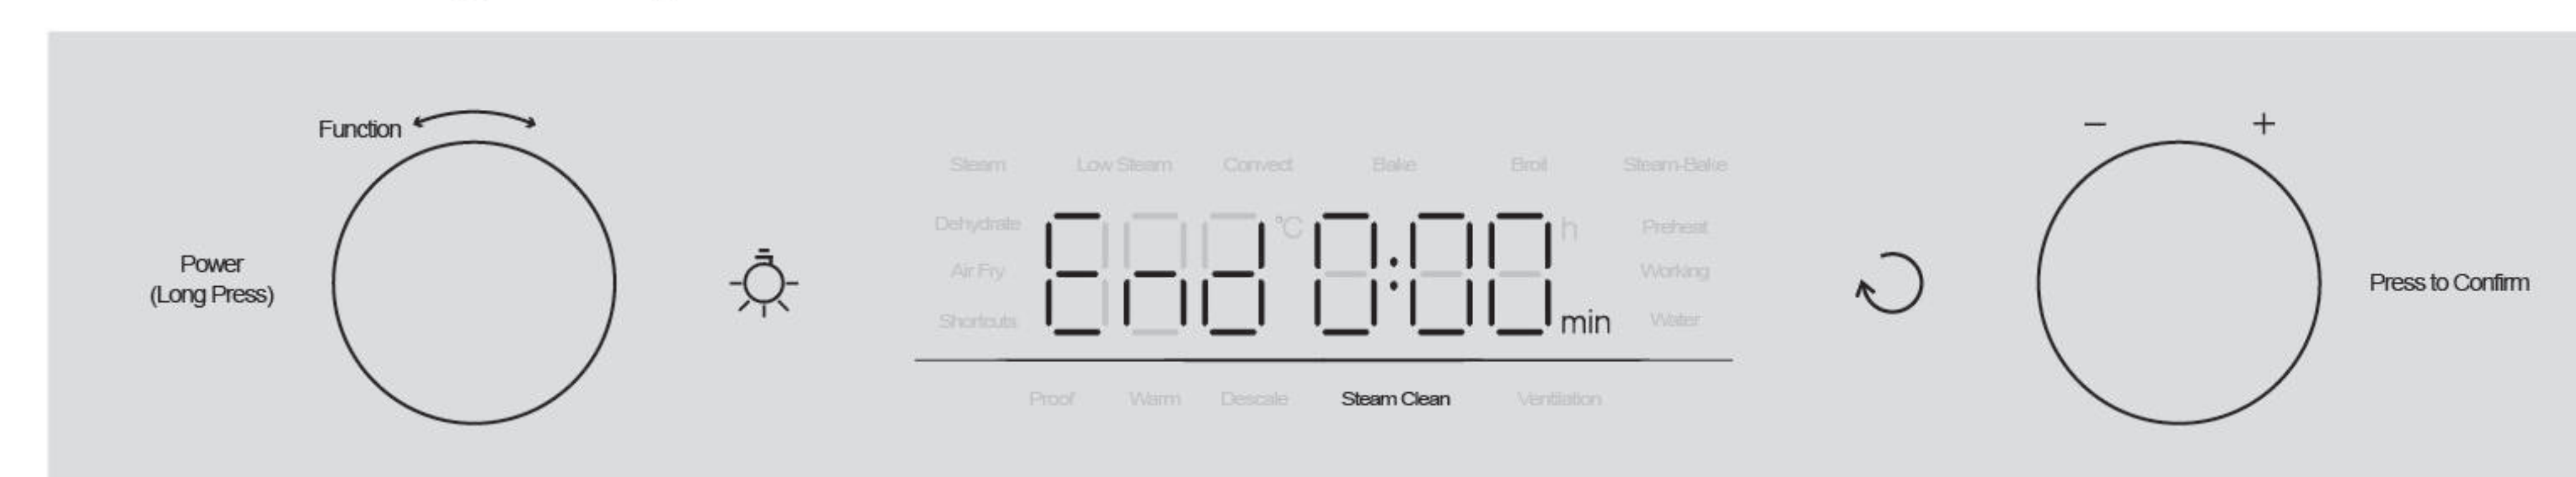 Function
− +
Steam Low Steam Convect Bake Broil Steam-Bake
Dehydrate °C h Preheat
Power
(Long Press)
End 0:00
Air Fry Working
Press to Confirm
Shortcuts min Water
Proof Warm Descale Steam Clean Ventilation